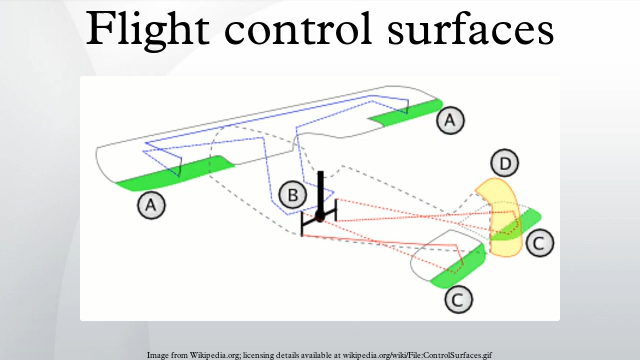 Flight control surfaces
A
D
B
A
C
C
Image from Wikipedia.org; licensing details available at wikipedia.org/wiki/File:ControlSurfaces.gif